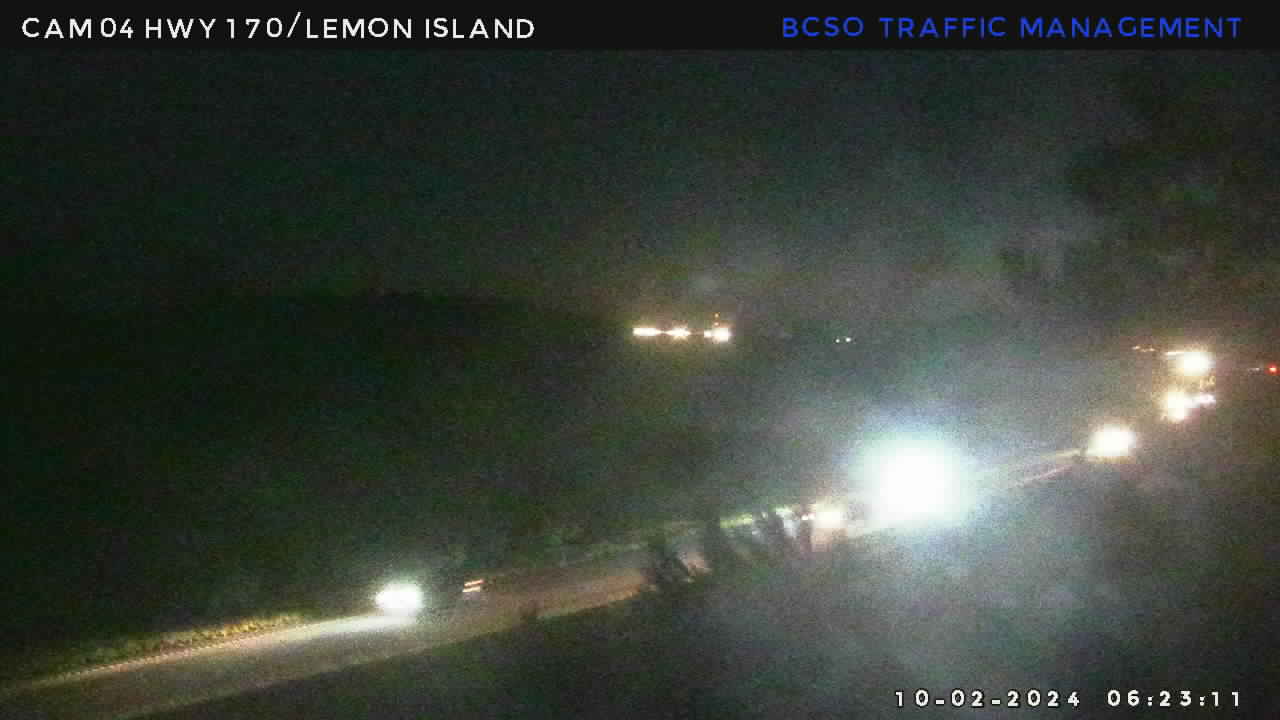 CAM04 HWY 170/LEMON ISLAND
BCSO TRAFFIC MANAGEMENT
10-02-2024 06:23:11